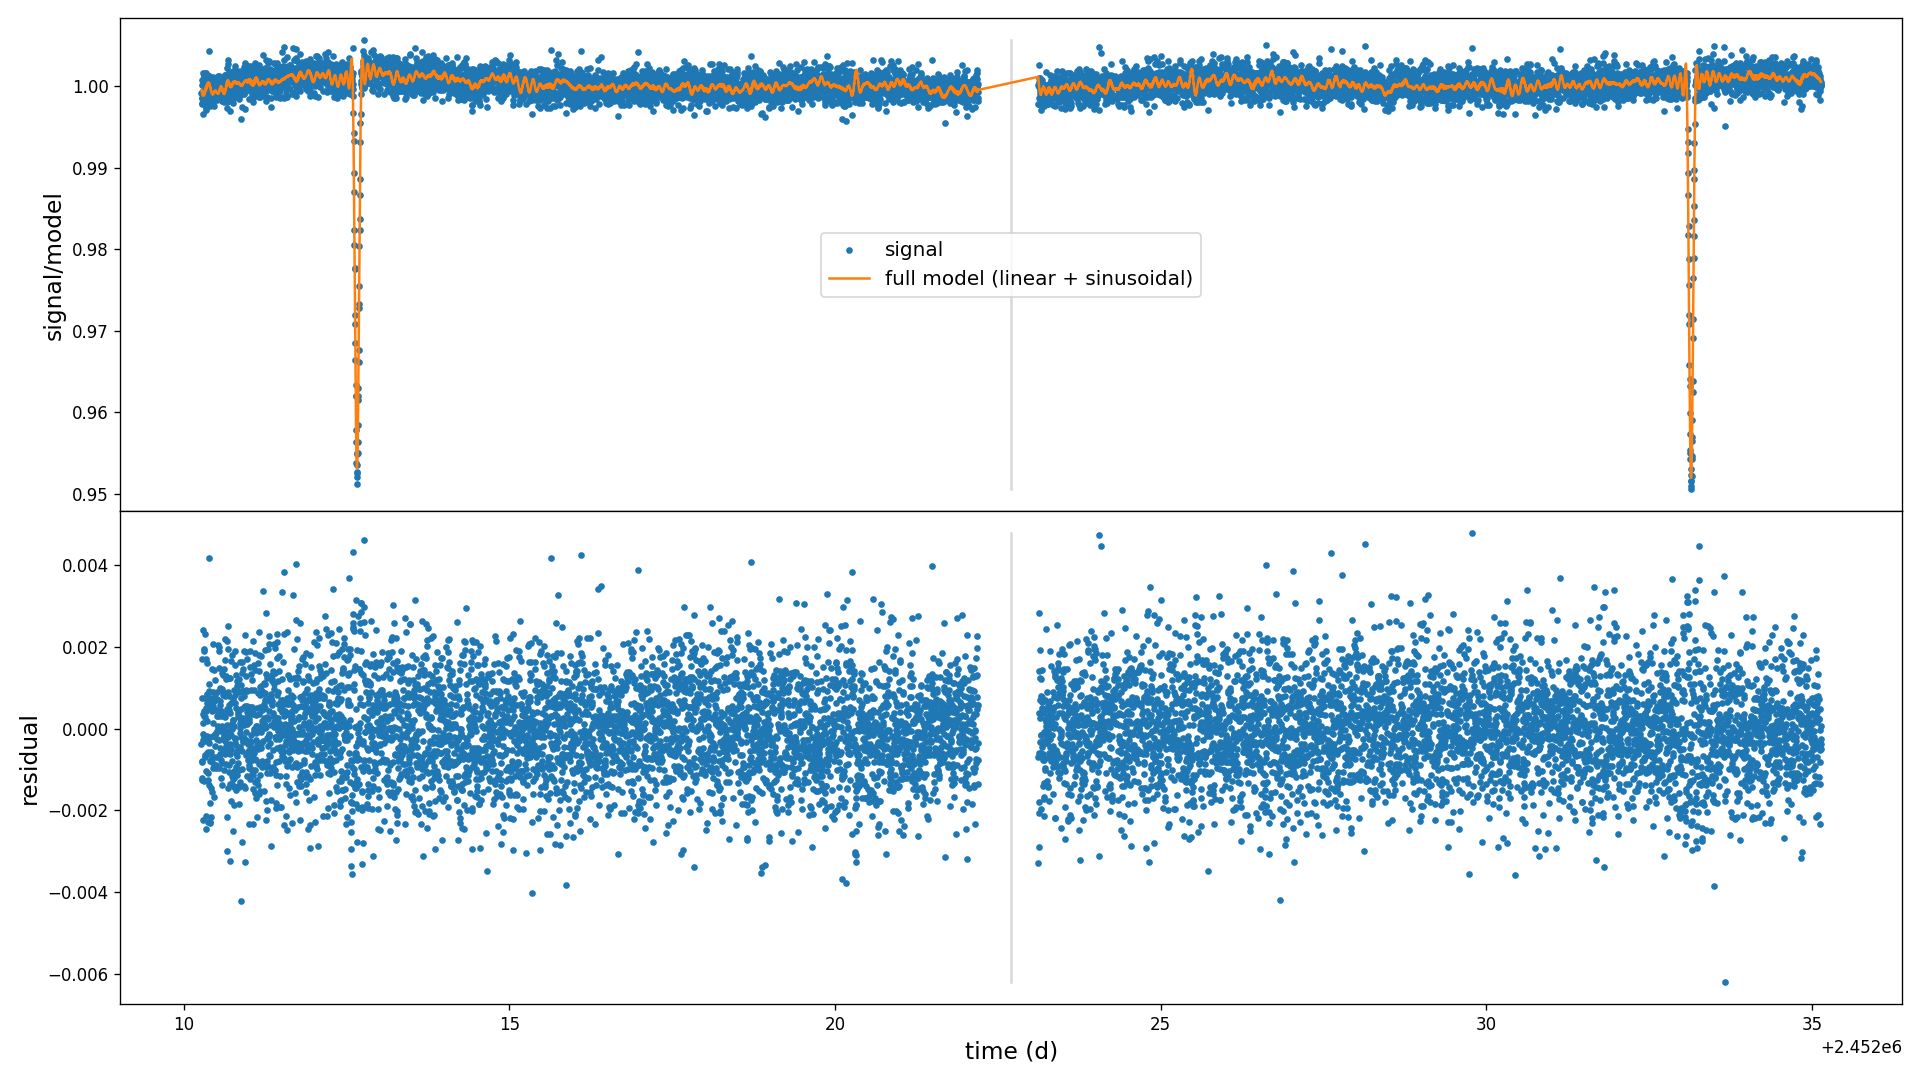 signal/model
1.00
0.99
0.98
0.97
0.96
0.95
signal
full model (linear + sinusoidal)
residual
0.004
0.002
0.000
−0.002
−0.004
−0.006
10 15 20 25 30 35
time (d)
+2.452e6